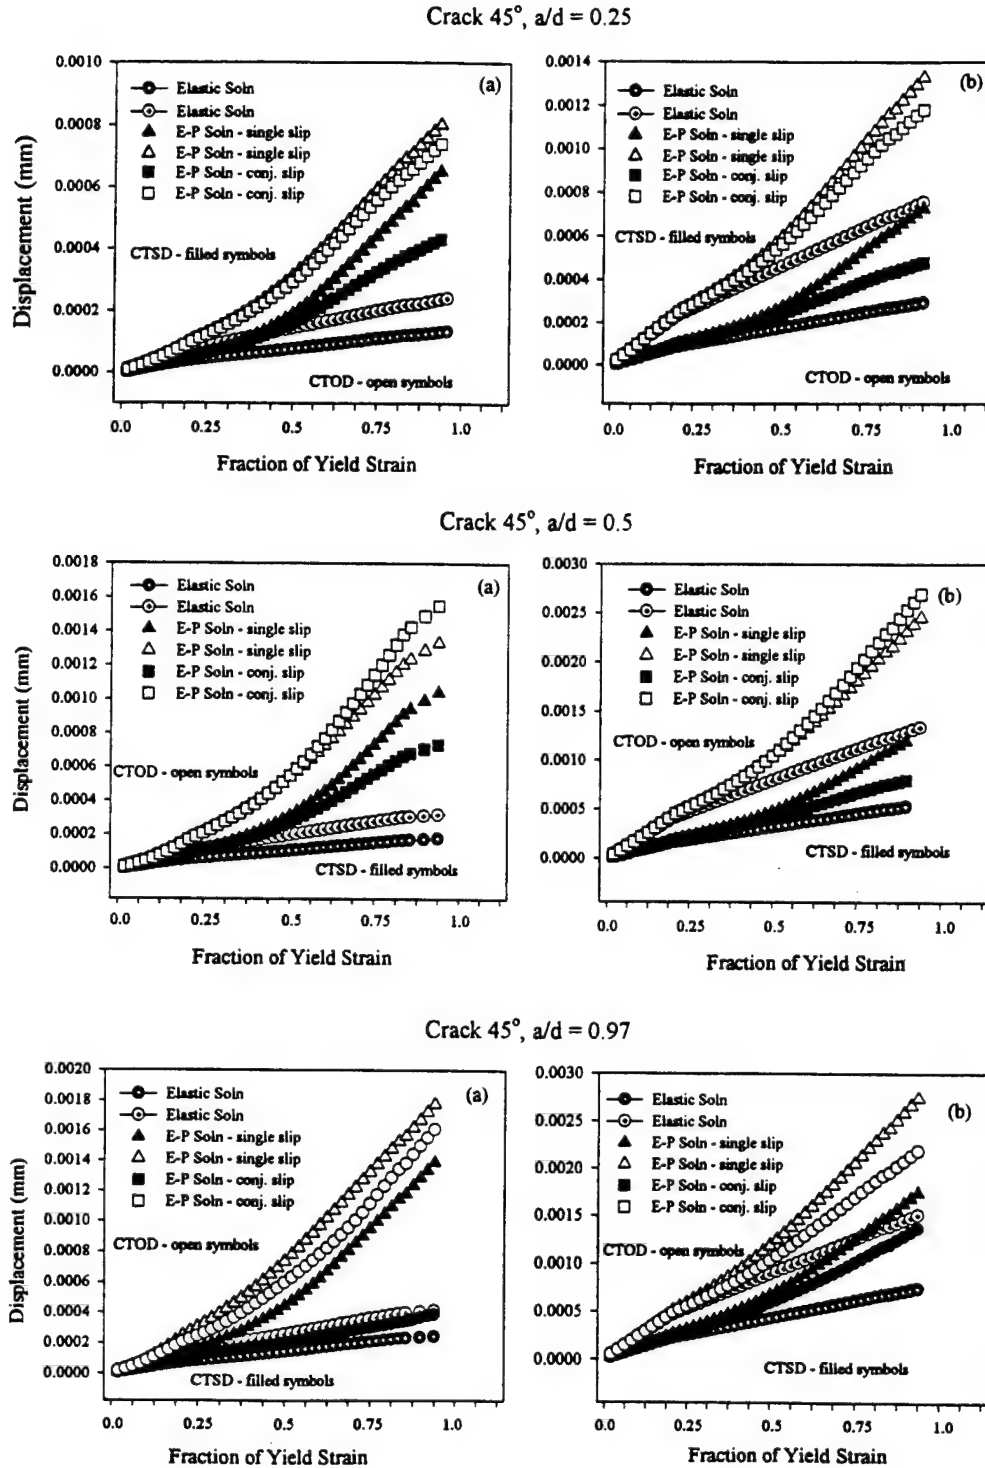 Crack 45°, a/d = 0.25
Displacement (mm)
0.0010
0.0008
0.0006
0.0004
0.0002
0.0000
(a)
Elastic Soln
Elastic Soln
E-P Soln - single slip
E-P Soln - single slip
E-P Soln - conj. slip
E-P Soln - conj. slip
CTSD - filled symbols
CTOD - open symbols
0.0 0.25 0.5 0.75 1.0
Fraction of Yield Strain
0.0014
0.0012
0.0010
0.0008
0.0006
0.0004
0.0002
0.0000
(b)
Elastic Soln
Elastic Soln
E-P Soln - single slip
E-P Soln - single slip
E-P Soln - conj. slip
E-P Soln - conj. slip
CTSD - filled symbols
CTOD - open symbols
0.0 0.25 0.5 0.75 1.0
Fraction of Yield Strain
Crack 45°, a/d = 0.5
Displacement (mm)
0.0018
0.0016
0.0014
0.0012
0.0010
0.0008
0.0006
0.0004
0.0002
0.0000
(a)
Elastic Soln
Elastic Soln
E-P Soln - single slip
E-P Soln - single slip
E-P Soln - conj. slip
E-P Soln - conj. slip
CTOD - open symbols
CTSD - filled symbols
0.0 0.25 0.5 0.75 1.0
Fraction of Yield Strain
0.0030
0.0025
0.0020
0.0015
0.0010
0.0005
0.0000
(b)
Elastic Soln
Elastic Soln
E-P Soln - single slip
E-P Soln - single slip
E-P Soln - conj. slip
E-P Soln - conj. slip
CTOD - open symbols
CTSD - filled symbols
0.0 0.25 0.5 0.75 1.0
Fraction of Yield Strain
Crack 45°, a/d = 0.97
Displacement (mm)
0.0020
0.0018
0.0016
0.0014
0.0012
0.0010
0.0008
0.0006
0.0004
0.0002
0.0000
(a)
Elastic Soln
Elastic Soln
E-P Soln - single slip
E-P Soln - single slip
E-P Soln - conj. slip
E-P Soln - conj. slip
CTOD - open symbols
CTSD - filled symbols
0.0 0.25 0.5 0.75 1.0
Fraction of Yield Strain
0.0030
0.0025
0.0020
0.0015
0.0010
0.0005
0.0000
(b)
Elastic Soln
Elastic Soln
E-P Soln - single slip
E-P Soln - single slip
E-P Soln - conj. slip
E-P Soln - conj. slip
CTOD - open symbols
CTSD - filled symbols
0.0 0.25 0.5 0.75 1.0
Fraction of Yield Strain